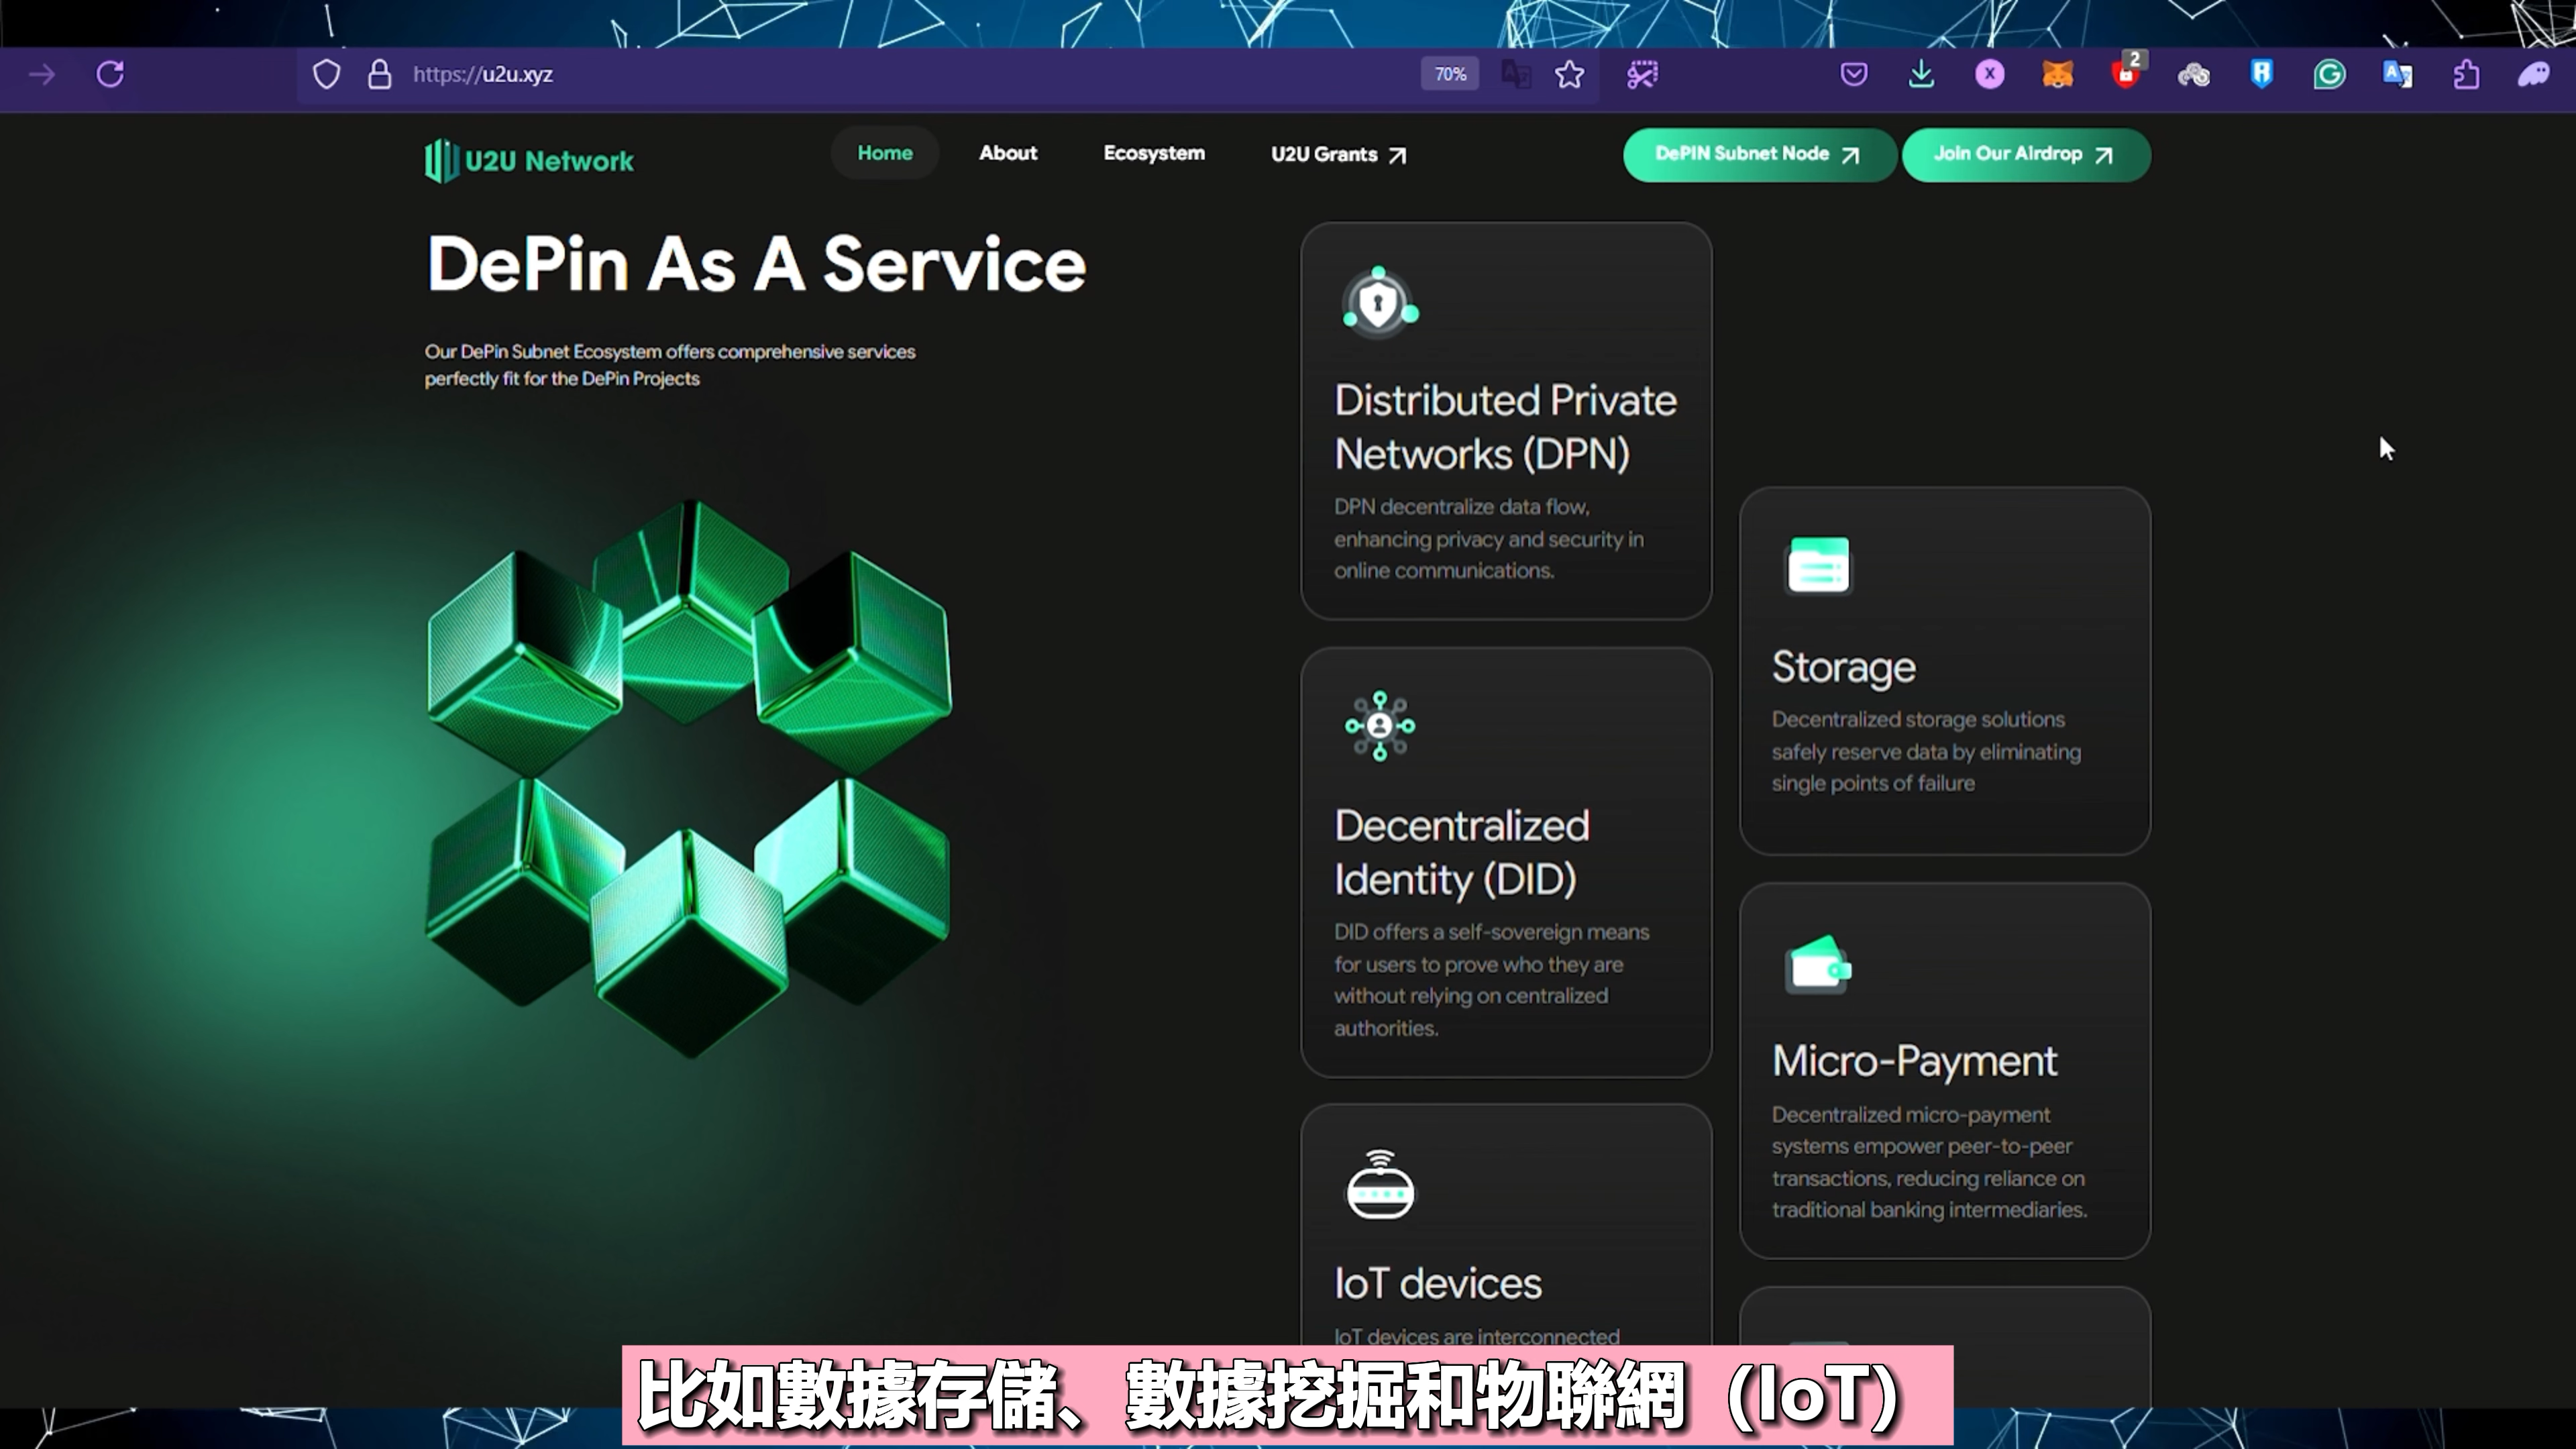 https://u2u.xyz
70%
2
X
U2U Network
Home
About
Ecosystem
U2U Grants
DePIN Subnet Node
Join Our Airdrop
DePin As A Service
Our DePin Subnet Ecosystem offers comprehensive services
perfectly fit for the DePin Projects
Distributed Private
Networks (DPN)
DPN decentralize data flow,
enhancing privacy and security in
online communications.
Decentralized
Identity (DID)
DID offers a self-sovereign means
for users to prove who they are
without relying on centralized
authorities.
IoT devices
IoT devices are interconnected
Storage
Decentralized storage solutions
safely reserve data by eliminating
single points of failure
Micro-Payment
Decentralized micro-payment
systems empower peer-to-peer
transactions, reducing reliance on
traditional banking intermediaries.
比如數據存儲、數據挖掘和物聯網（IoT）